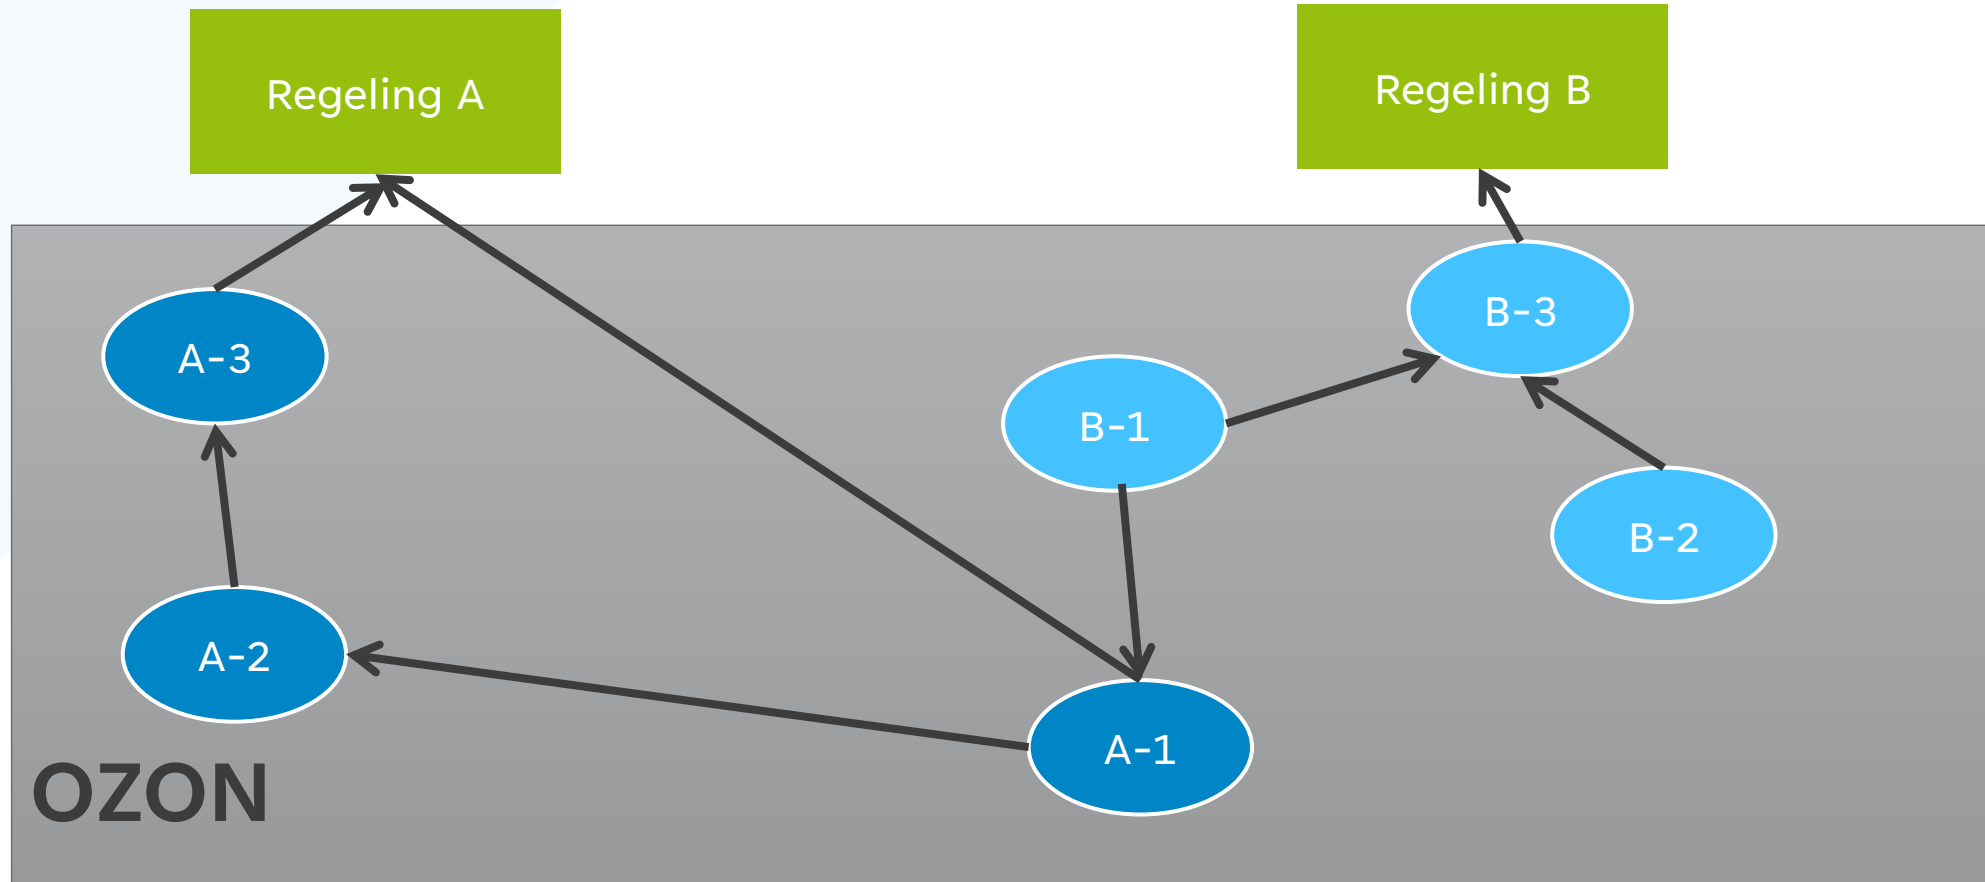 Regeling A
Regeling B
A-3
B-3
B-1
B-2
A-2
A-1
OZON